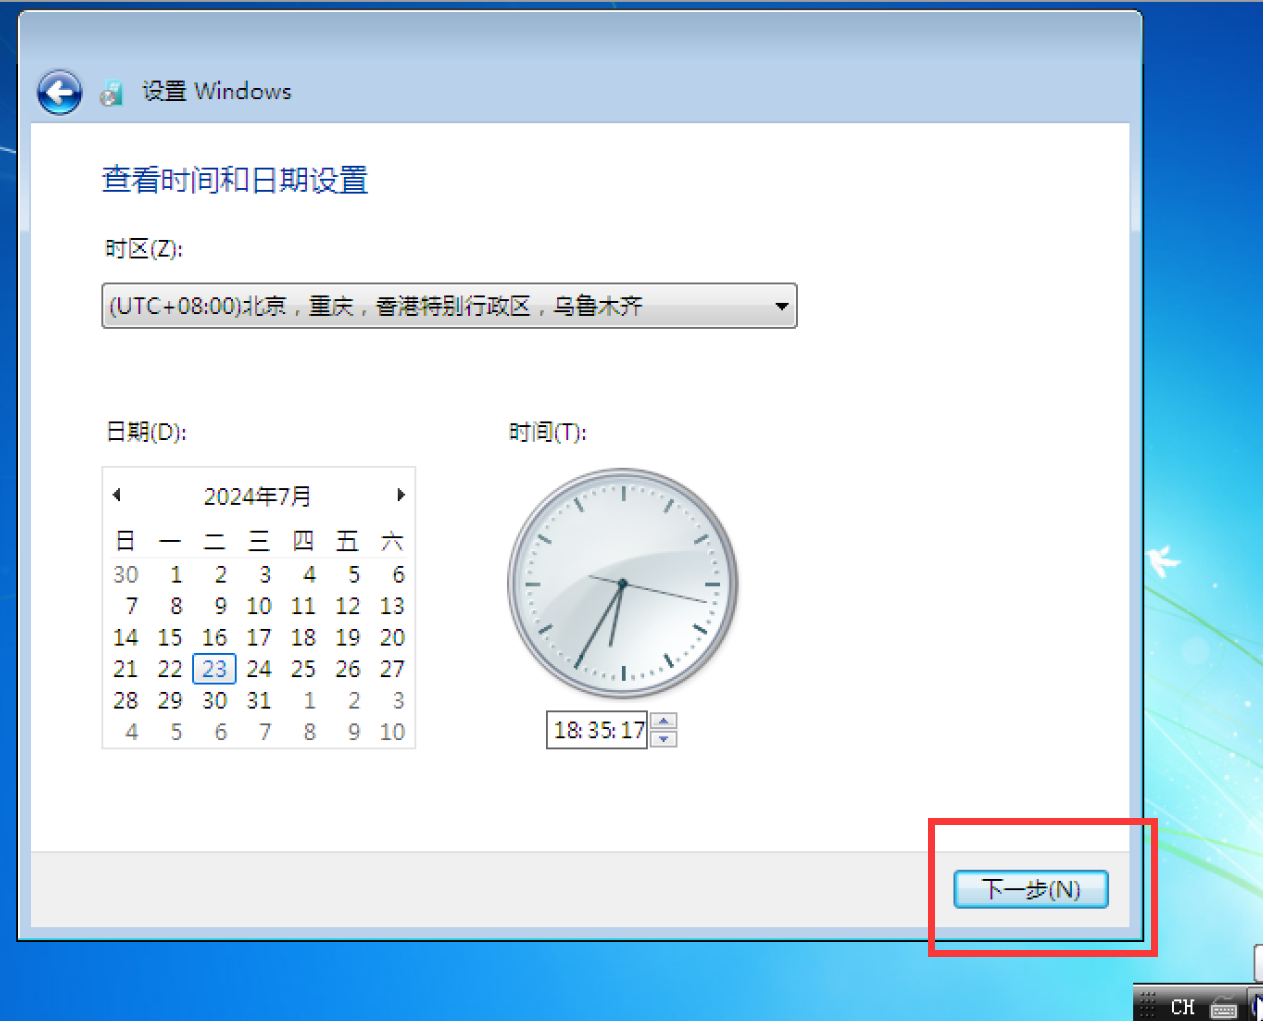 设置 Windows
查看时间和日期设置
时区(Z):
(UTC+08:00)北京，重庆，香港特别行政区，乌鲁木齐
日期(D):
时间(T):
2024年7月
日 一 二 三 四 五 六
30 1 2 3 4 5 6
7 8 9 10 11 12 13
14 15 16 17 18 19 20
21 22 23 24 25 26 27
28 29 30 31 1 2 3
4 5 6 7 8 9 10
18:35:17
下一步(N)
CH